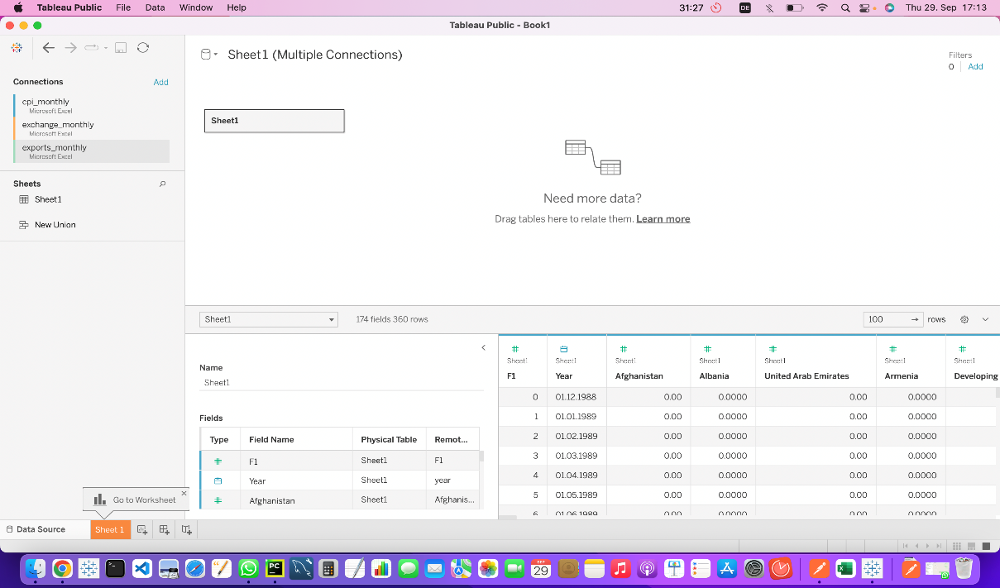 Tableau Public File Data Window Help 31:27 DE Thu 29. Sep 17:13
Tableau Public - Book1
Connections Add
cpi_monthly
Microsoft Excel
exchange_monthly
Microsoft Excel
exports_monthly
Microsoft Excel
Sheets
Sheet1
New Union
Sheet1 (Multiple Connections)
Filters
0 Add
Sheet1
Need more data?
Drag tables here to relate them. Learn more
Sheet1 174 fields 360 rows 100 → rows
Name
Sheet1
Fields
Type Field Name Physical Table Remot...
F1 Sheet1 F1
Year Sheet1 year
Afghanistan Sheet1 Afghanis...
Sheet1 Sheet1 Sheet1 Sheet1 Sheet1 Sheet1 Sheet1
F1 Year Afghanistan Albania United Arab Emirates Armenia Developing
0 01.12.1988 0.00 0.0000 0.00 0.0000
1 01.01.1989 0.00 0.0000 0.00 0.0000
2 01.02.1989 0.00 0.0000 0.00 0.0000
3 01.03.1989 0.00 0.0000 0.00 0.0000
4 01.04.1989 0.00 0.0000 0.00 0.0000
5 01.05.1989 0.00 0.0000 0.00 0.0000
6 01.06.1989 0.00 0.0000 0.00 0.0000
Go to Worksheet
Data Source Sheet 1
SEP
29